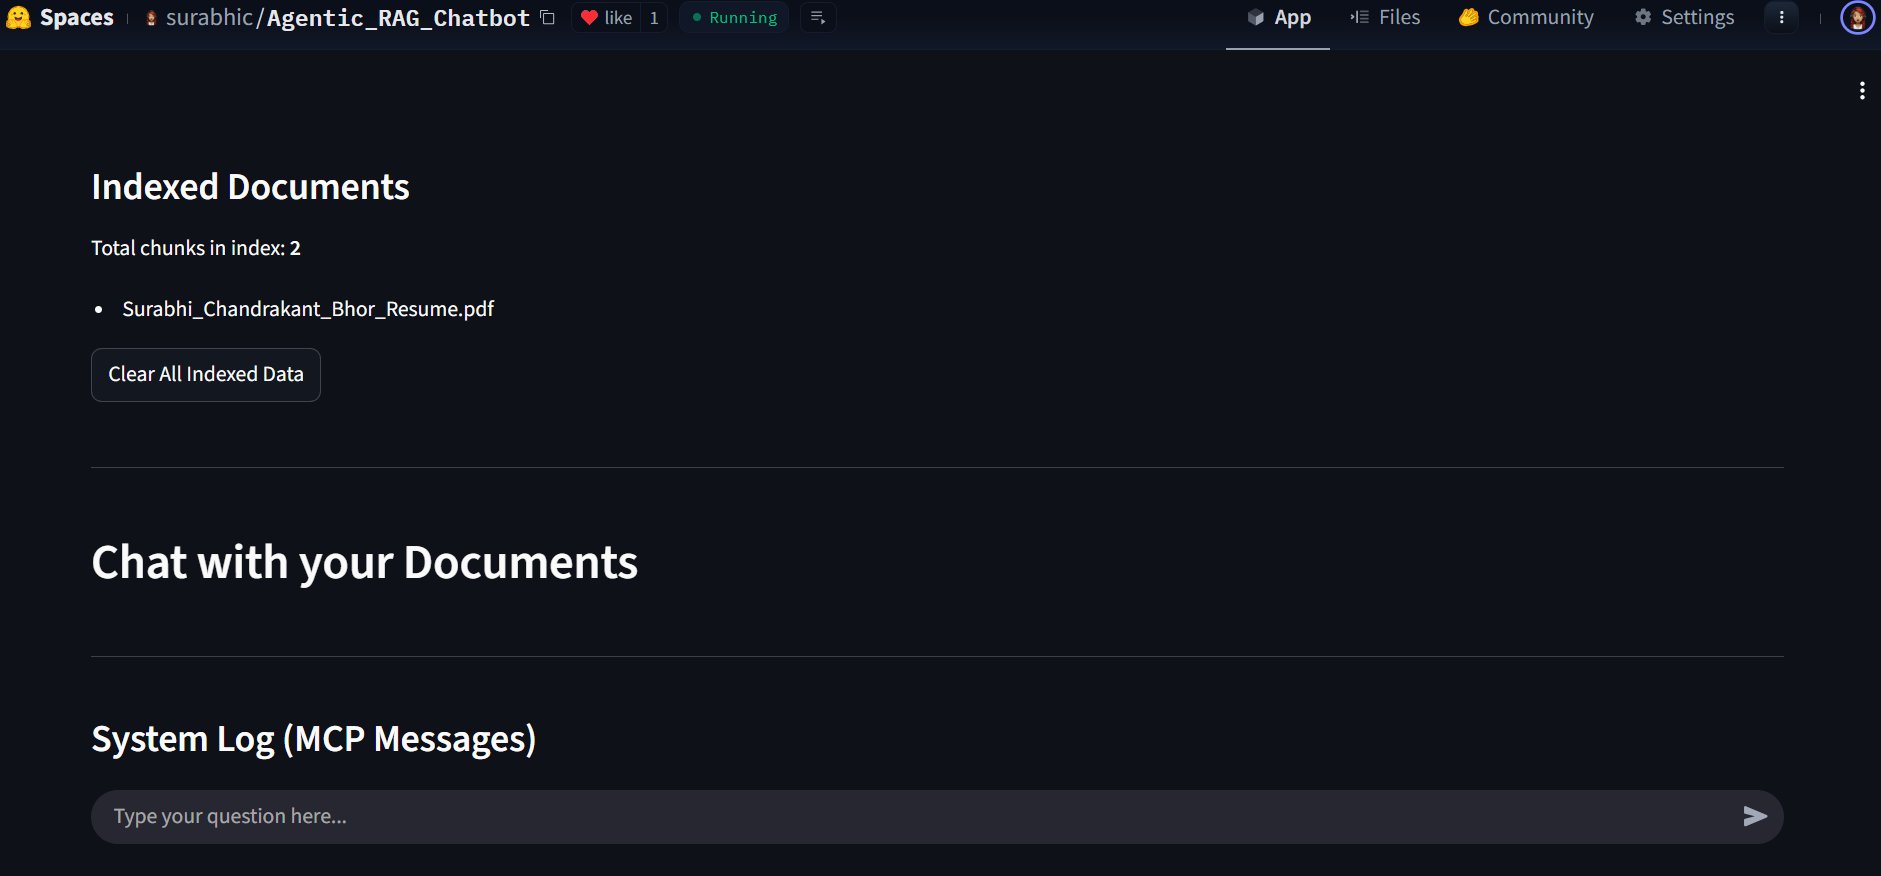 Spaces surabhic/Agentic_RAG_Chatbot like 1 Running App Files Community Settings
Indexed Documents
Total chunks in index: 2
• Surabhi_Chandrakant_Bhor_Resume.pdf
Clear All Indexed Data
Chat with your Documents
System Log (MCP Messages)
Type your question here...